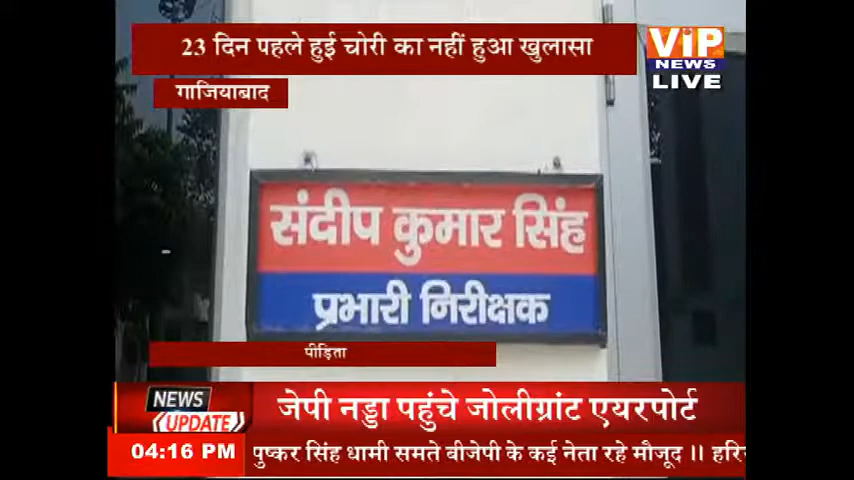 23 दिन पहले हुई चोरी का नहीं हुआ खुलासा
VIP
NEWS
LIVE
गाजियाबाद
संदीप कुमार सिंह
प्रभारी निरीक्षक
पीड़िता
NEWS
UPDATE
जेपी नड्डा पहुंचे जोलीग्रांट एयरपोर्ट
04:16 PM
पुष्कर सिंह धामी समते बीजेपी के कई नेता रहे मौजूद || हरि